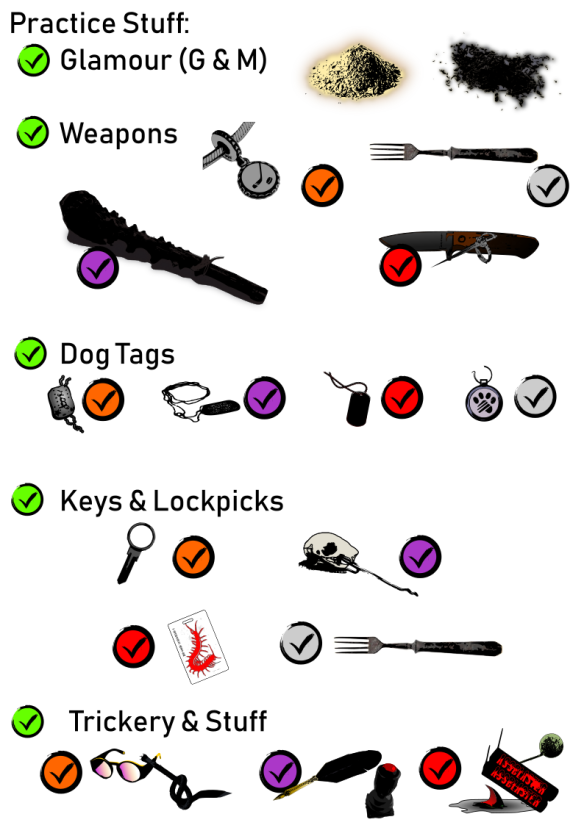 Practice Stuff:
Glamour (G & M)
Weapons
Dog Tags
Keys & Lockpicks
Trickery & Stuff